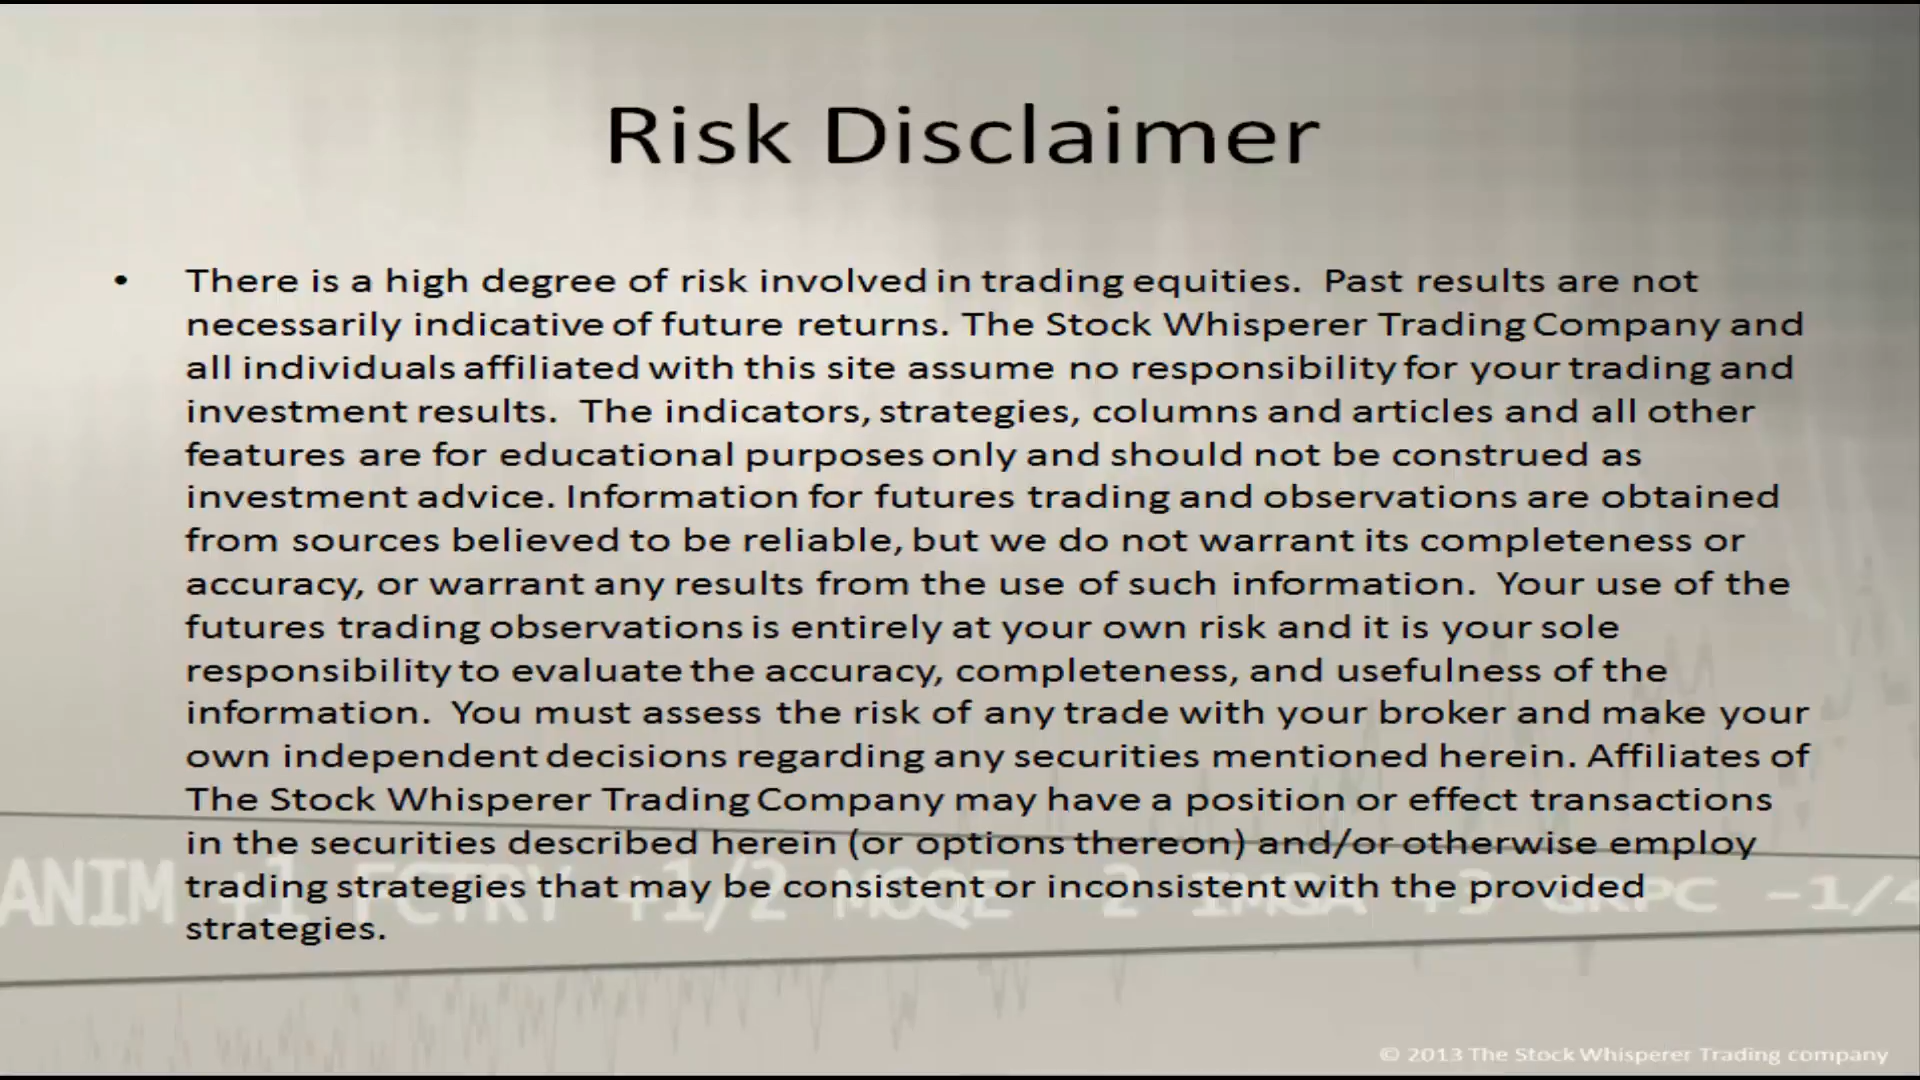 Risk Disclaimer
• There is a high degree of risk involved in trading equities. Past results are not
necessarily indicative of future returns. The Stock Whisperer Trading Company and
all individuals affiliated with this site assume no responsibility for your trading and
investment results. The indicators, strategies, columns and articles and all other
features are for educational purposes only and should not be construed as
investment advice. Information for futures trading and observations are obtained
from sources believed to be reliable, but we do not warrant its completeness or
accuracy, or warrant any results from the use of such information. Your use of the
futures trading observations is entirely at your own risk and it is your sole
responsibility to evaluate the accuracy, completeness, and usefulness of the
information. You must assess the risk of any trade with your broker and make your
own independent decisions regarding any securities mentioned herein. Affiliates of
The Stock Whisperer Trading Company may have a position or effect transactions
in the securities described herein (or options thereon) and/or otherwise employ
trading strategies that may be consistent or inconsistent with the provided
strategies.
ANIM +1 FCTRY +1/2 MOQE -2 IMGA +3 GRPC -1/4
© 2013 The Stock Whisperer Trading company